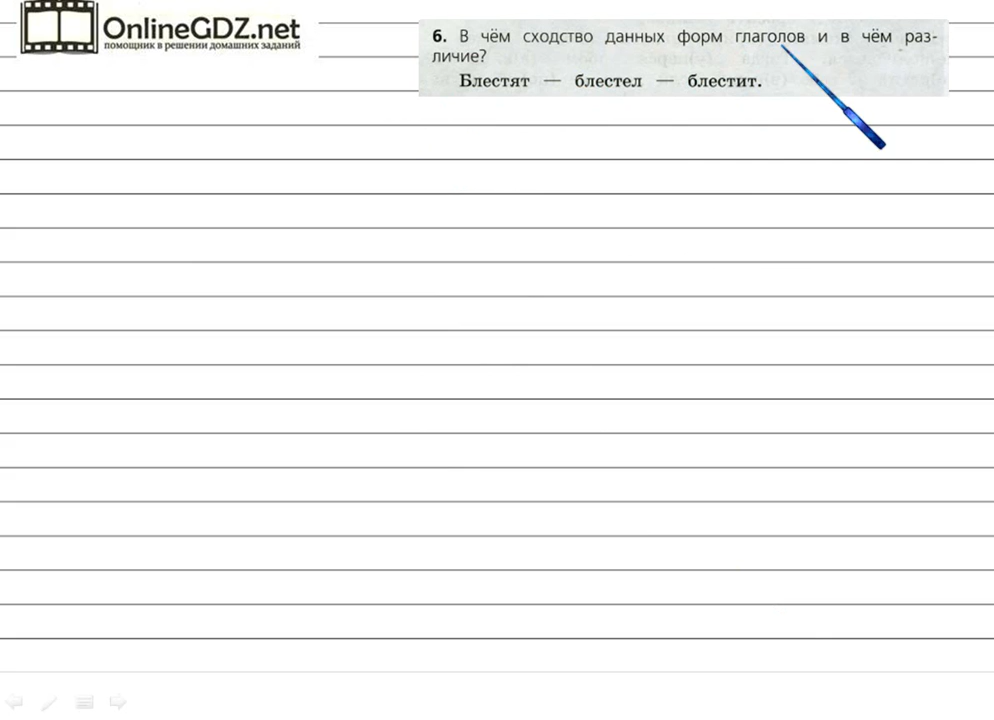 OnlineGDZ.net
помощник в решении домашних заданий
6. В чём сходство данных форм глаголов и в чём раз-
личие?
Блестят — блестел — блестит.